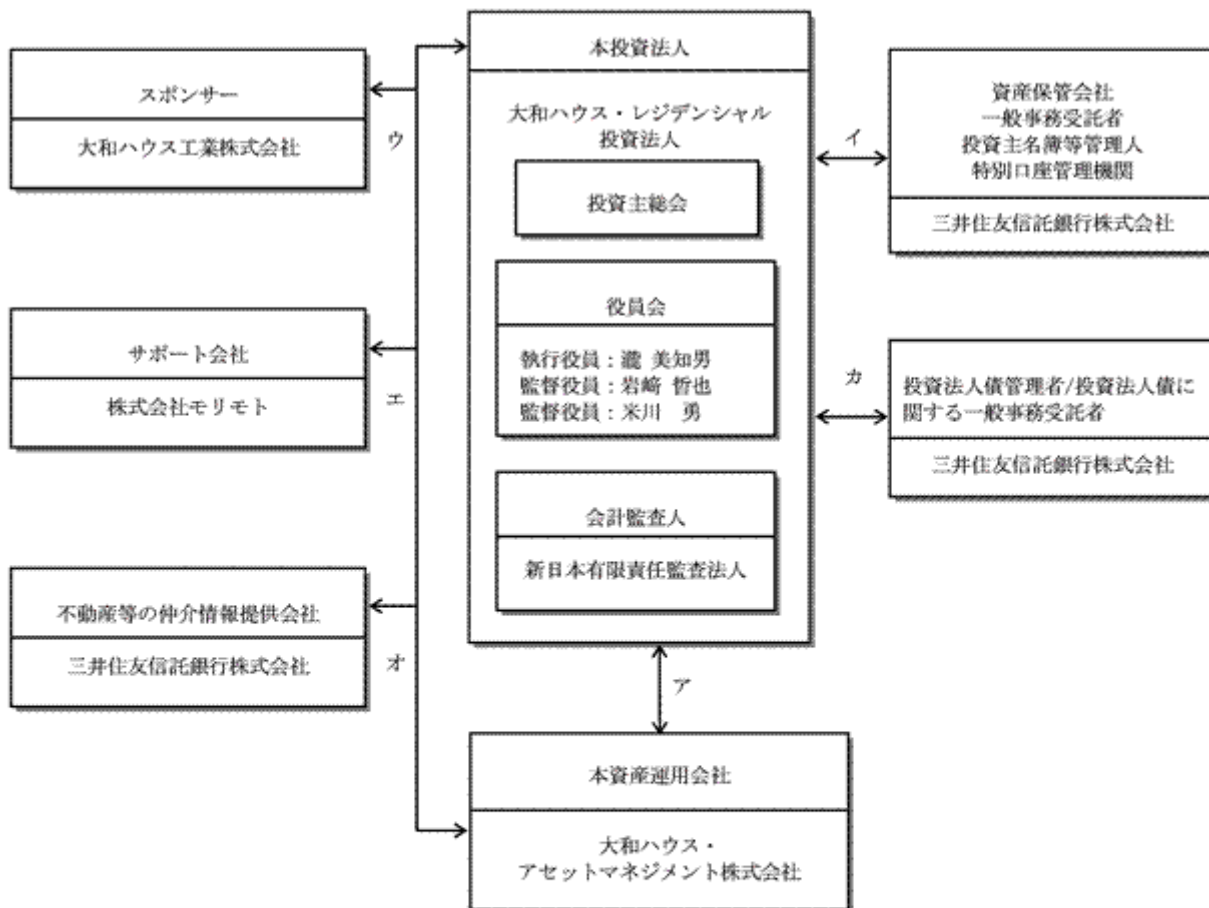 スポンサー
大和ハウス工業株式会社
ウ
サポート会社
株式会社モリモト
エ
不動産等の仲介情報提供会社
三井住友信託銀行株式会社
オ
本投資法人
大和ハウス・レジデンシャル
投資法人
投資主総会
役員会
執行役員：瀧 美知男
監督役員：岩﨑 哲也
監督役員：米川　勇
会計監査人
新日本有限責任監査法人
ア
本資産運用会社
大和ハウス・
アセットマネジメント株式会社
イ
資産保管会社
一般事務受託者
投資主名簿等管理人
特別口座管理機関
三井住友信託銀行株式会社
カ
投資法人債管理者/投資法人債に
関する一般事務受託者
三井住友信託銀行株式会社